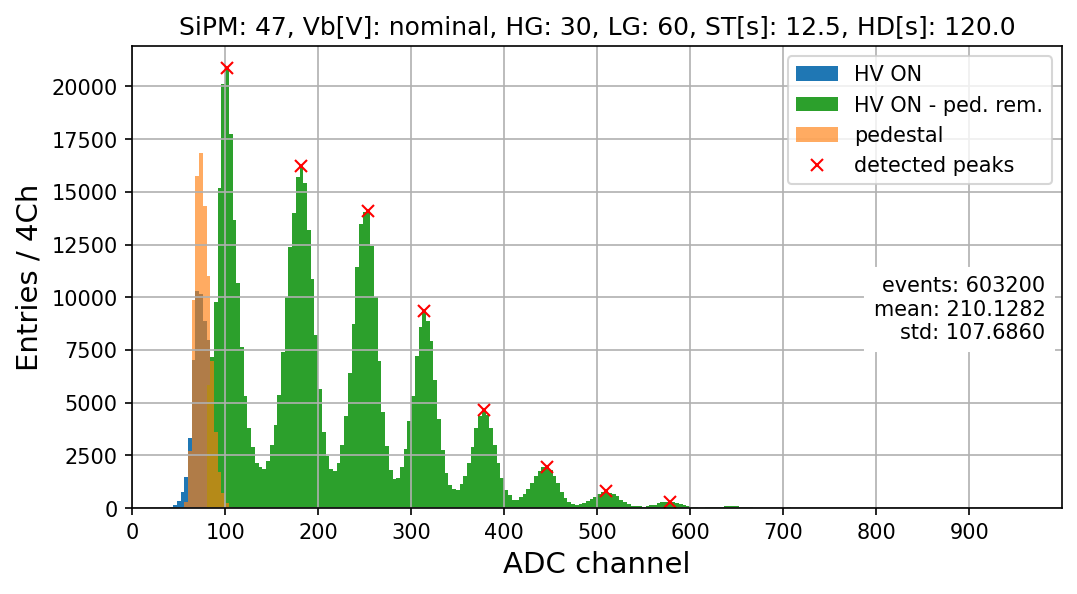 SiPM: 47, Vb[V]: nominal, HG: 30, LG: 60, ST[s]: 12.5, HD[s]: 120.0
Entries / 4Ch
20000
17500
15000
12500
10000
7500
5000
2500
0
HV ON
HV ON - ped. rem.
pedestal
detected peaks
events: 603200
mean: 210.1282
std: 107.6860
0 100 200 300 400 500 600 700 800 900
ADC channel